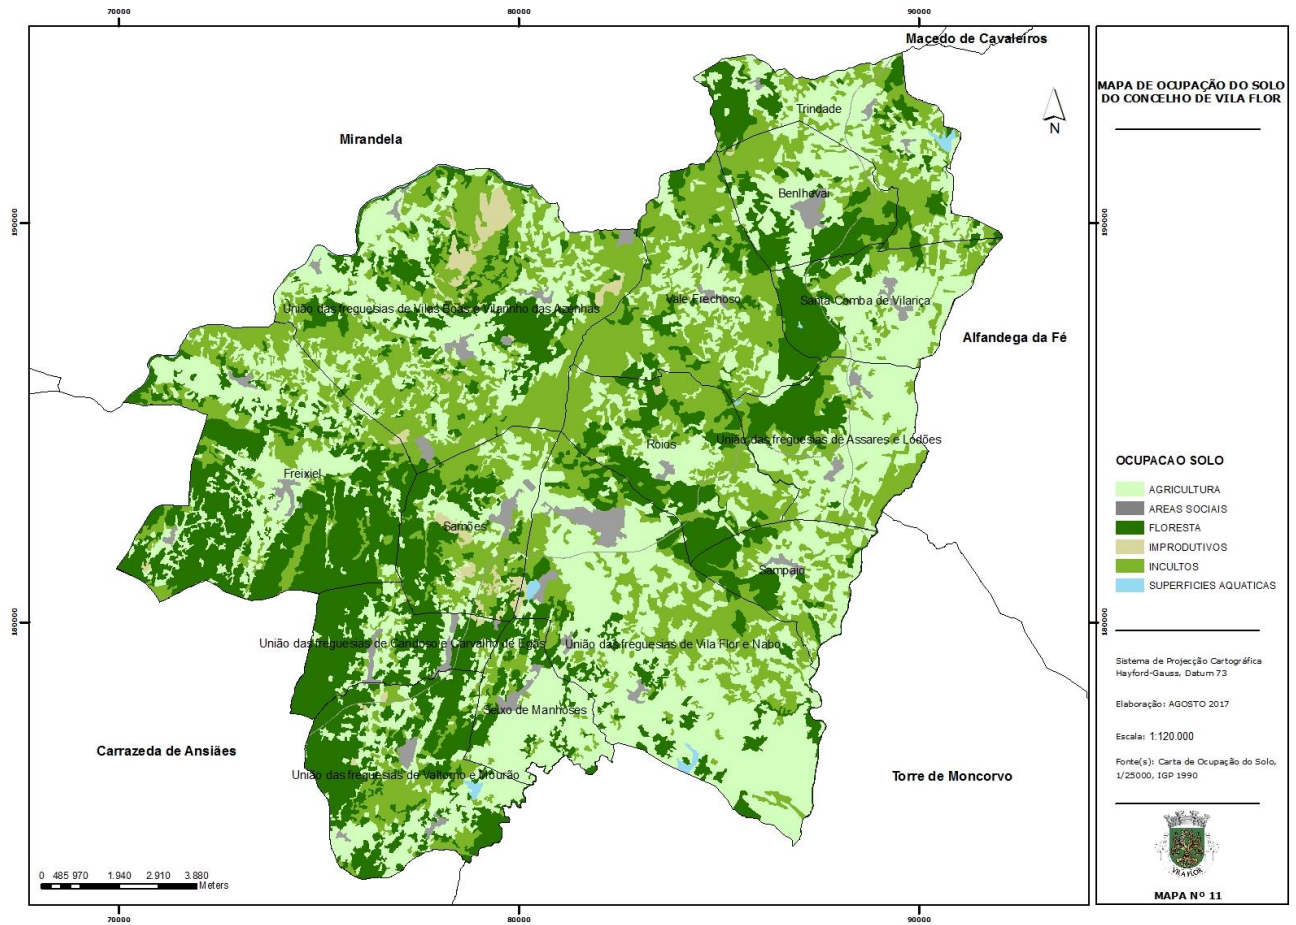 70000
80000
90000
Macedo de Cavaleiros
Mirandela
N
Trindade
Benlhevai
190000
190000
Vale Frechoso
Santa Comba de Vilariça
União das freguesias de Vilas Boas e Vilarinho das Azenhas
Alfandega da Fé
Roios
União das freguesias de Assares e Lodões
Freixiel
Samões
Sampaio
180000
180000
União das freguesias de Candoso e Carvalho de Egas
União das freguesias de Vila Flor e Nabo
Seixo de Manhoses
Carrazeda de Ansiães
União das freguesias de Valtorno e Mourão
Torre de Moncorvo
0 485 970 1.940 2.910 3.880
Meters
70000
80000
90000
MAPA DE OCUPAÇÃO DO SOLO
DO CONCELHO DE VILA FLOR
OCUPACAO SOLO
AGRICULTURA
AREAS SOCIAIS
FLORESTA
IMPRODUTIVOS
INCULTOS
SUPERFICIES AQUATICAS
Sistema de Projecção Cartográfica
Hayford-Gauss, Datum 73
Elaboração: AGOSTO 2017
Escala: 1:120.000
Fonte(s): Carta de Ocupação do Solo,
1/25000, IGP 1990
VILA FLOR
MAPA Nº 11